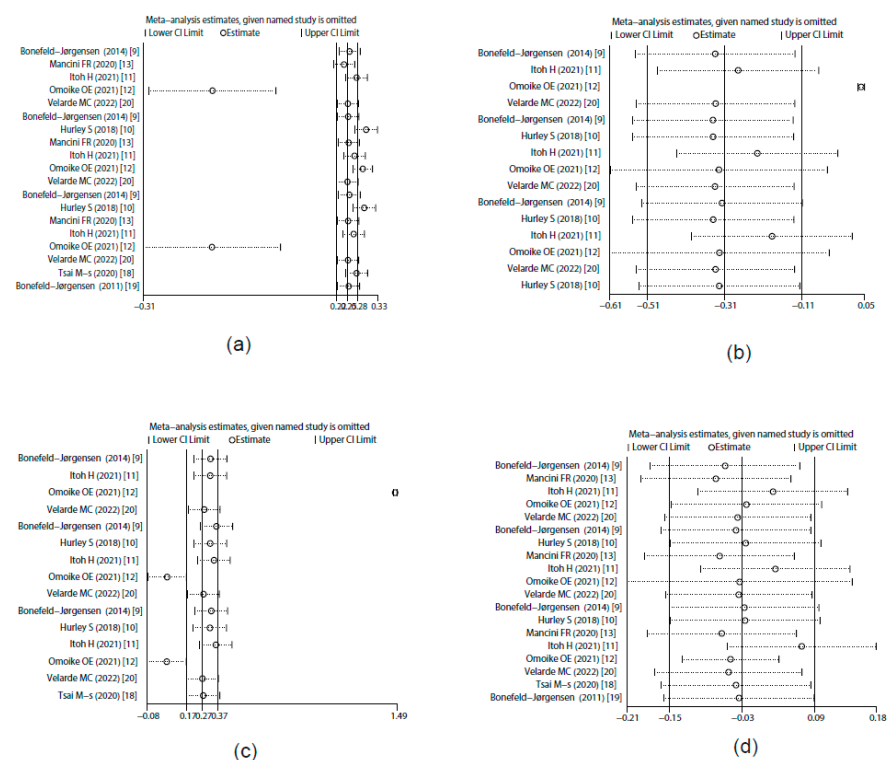 Meta-analysis estimates, given named study is omitted
| Lower CI Limit OEstimate | Upper CI Limit
Bonefeld-Jørgensen (2014) [9]
Mancini FR (2020) [13]
Itoh H (2021) [11]
Omoike OE (2021) [12]
Velarde MC (2022) [20]
Bonefeld-Jørgensen (2014) [9]
Hurley S (2018) [10]
Mancini FR (2020) [13]
Itoh H (2021) [11]
Omoike OE (2021) [12]
Velarde MC (2022) [20]
Bonefeld-Jørgensen (2014) [9]
Hurley S (2018) [10]
Mancini FR (2020) [13]
Itoh H (2021) [11]
Omoike OE (2021) [12]
Velarde MC (2022) [20]
Tsai M-s (2020) [18]
Bonefeld-Jørgensen (2011) [19]
-0.31 0.28 0.33
(a)
Meta-analysis estimates, given named study is omitted
| Lower CI Limit OEstimate | Upper CI Limit
Bonefeld-Jørgensen (2014) [9]
Itoh H (2021) [11]
Omoike OE (2021) [12]
Velarde MC (2022) [20]
Bonefeld-Jørgensen (2014) [9]
Hurley S (2018) [10]
Itoh H (2021) [11]
Omoike OE (2021) [12]
Velarde MC (2022) [20]
Bonefeld-Jørgensen (2014) [9]
Hurley S (2018) [10]
Itoh H (2021) [11]
Omoike OE (2021) [12]
Velarde MC (2022) [20]
Hurley S (2018) [10]
-0.61 -0.51 -0.31 -0.11 0.05
(b)
Meta-analysis estimates, given named study is omitted
| Lower CI Limit OEstimate | Upper CI Limit
Bonefeld-Jørgensen (2014) [9]
Itoh H (2021) [11]
Omoike OE (2021) [12]
Velarde MC (2022) [20]
Bonefeld-Jørgensen (2014) [9]
Hurley S (2018) [10]
Itoh H (2021) [11]
Omoike OE (2021) [12]
Velarde MC (2022) [20]
Bonefeld-Jørgensen (2014) [9]
Hurley S (2018) [10]
Itoh H (2021) [11]
Omoike OE (2021) [12]
Velarde MC (2022) [20]
Tsai M-s (2020) [18]
-0.08 0.17 0.27 0.37 1.49
(c)
Meta-analysis estimates, given named study is omitted
| Lower CI Limit OEstimate | Upper CI Limit
Bonefeld-Jørgensen (2014) [9]
Mancini FR (2020) [13]
Itoh H (2021) [11]
Omoike OE (2021) [12]
Velarde MC (2022) [20]
Bonefeld-Jørgensen (2014) [9]
Hurley S (2018) [10]
Mancini FR (2020) [13]
Itoh H (2021) [11]
Omoike OE (2021) [12]
Velarde MC (2022) [20]
Bonefeld-Jørgensen (2014) [9]
Hurley S (2018) [10]
Mancini FR (2020) [13]
Itoh H (2021) [11]
Omoike OE (2021) [12]
Velarde MC (2022) [20]
Tsai M-s (2020) [18]
Bonefeld-Jørgensen (2011) [19]
-0.21 -0.15 -0.03 0.09 0.18
(d)